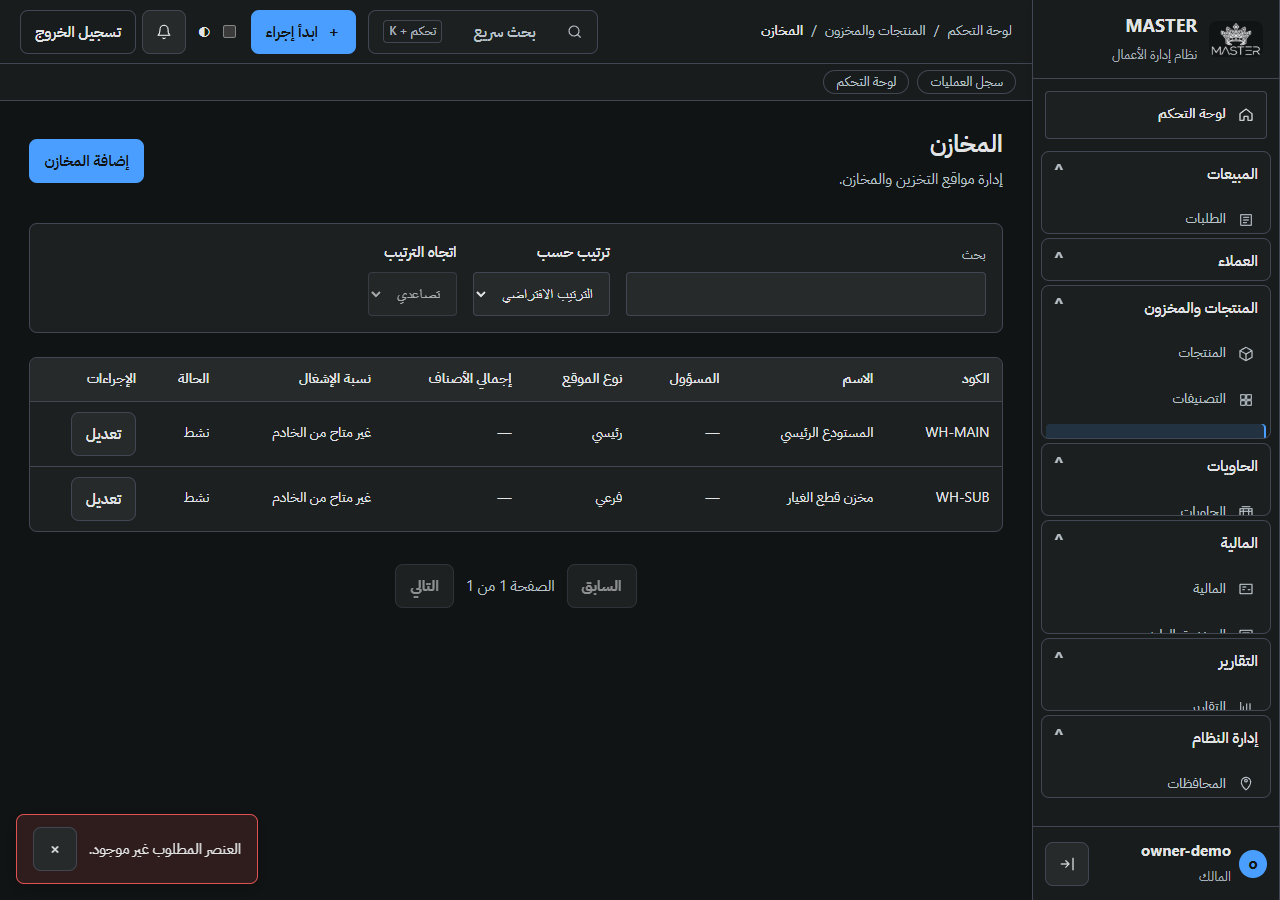 MASTER
نظام إدارة الأعمال
MASTER
لوحة التحكم
المبيعات
^
الطلبات
العملاء
^
المنتجات والمخزون
^
المنتجات
التصنيفات
الحاويات
^
الحاويات
المالية
^
المالية
التقارير
^
التقارير
إدارة النظام
^
المحافظات
owner-demo
المالك
o
لوحة التحكم / المنتجات والمخزون / المخازن
بحث سريع
تحكم + K
+ ابدأ إجراء
تسجيل الخروج
سجل العمليات
لوحة التحكم
المخازن
إدارة مواقع التخزين والمخازن.
إضافة المخازن
بحث
ترتيب حسب
اتجاه الترتيب
الترتيب الافتراضي
تصاعدي
الكود الاسم المسؤول نوع الموقع إجمالي الأصناف نسبة الإشغال الحالة الإجراءات
WH-MAIN المستودع الرئيسي — رئيسي — غير متاح من الخادم نشط تعديل
WH-SUB مخزن قطع الغيار — فرعي — غير متاح من الخادم نشط تعديل
السابق
الصفحة 1 من 1
التالي
العنصر المطلوب غير موجود.
×